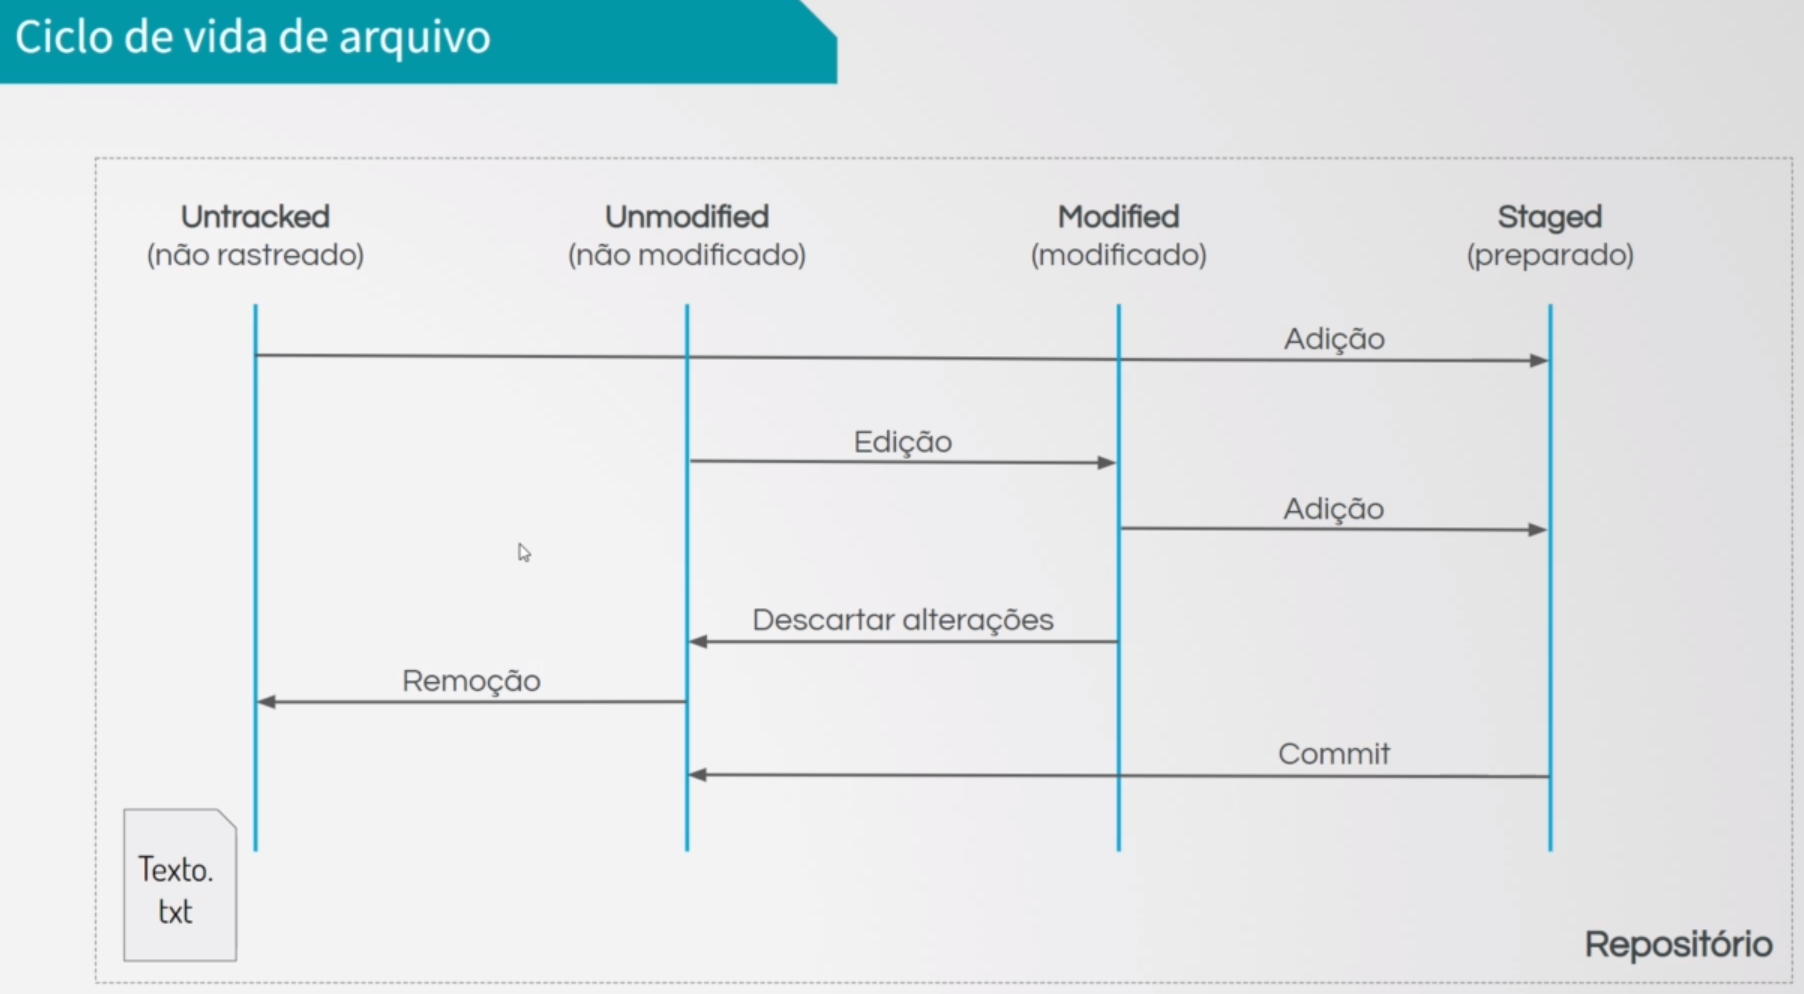 Ciclo de vida de arquivo
Untracked
(não rastreado)
Unmodified
(não modificado)
Modified
(modificado)
Staged
(preparado)
Adição
Edição
Adição
Descartar alterações
Remoção
Commit
Texto.
txt
Repositório